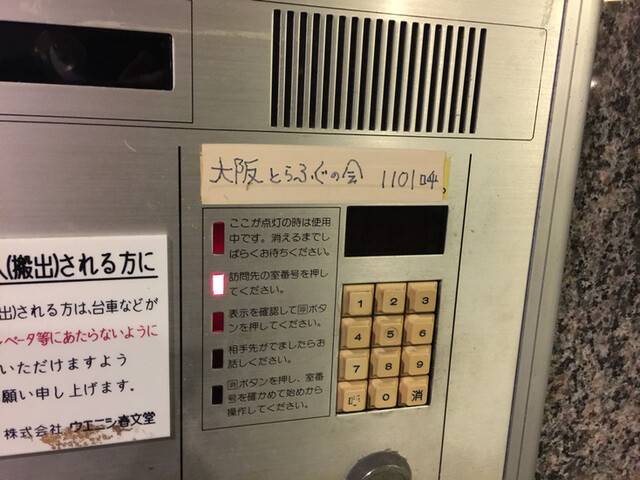 大阪とらふぐの会 1101呼
ここが点灯の時は使用
中です。消えるまでし
ばらくお待ちください。
訪問先の室番号を押し
てください。
表示を確認して呼ボタ
ンを押してください。
相手先がでましたらお
話しください。
消ボタンを押し、室番
号を確かめて始めから
操作してください。
1 2 3
4 5 6
7 8 9
呼 0 消
(搬出)される方に
出)される方は、台車などが
ベータ等にあたらないように
いただけますよう
願い申し上げます。
株式会社 ウエニシ春文堂